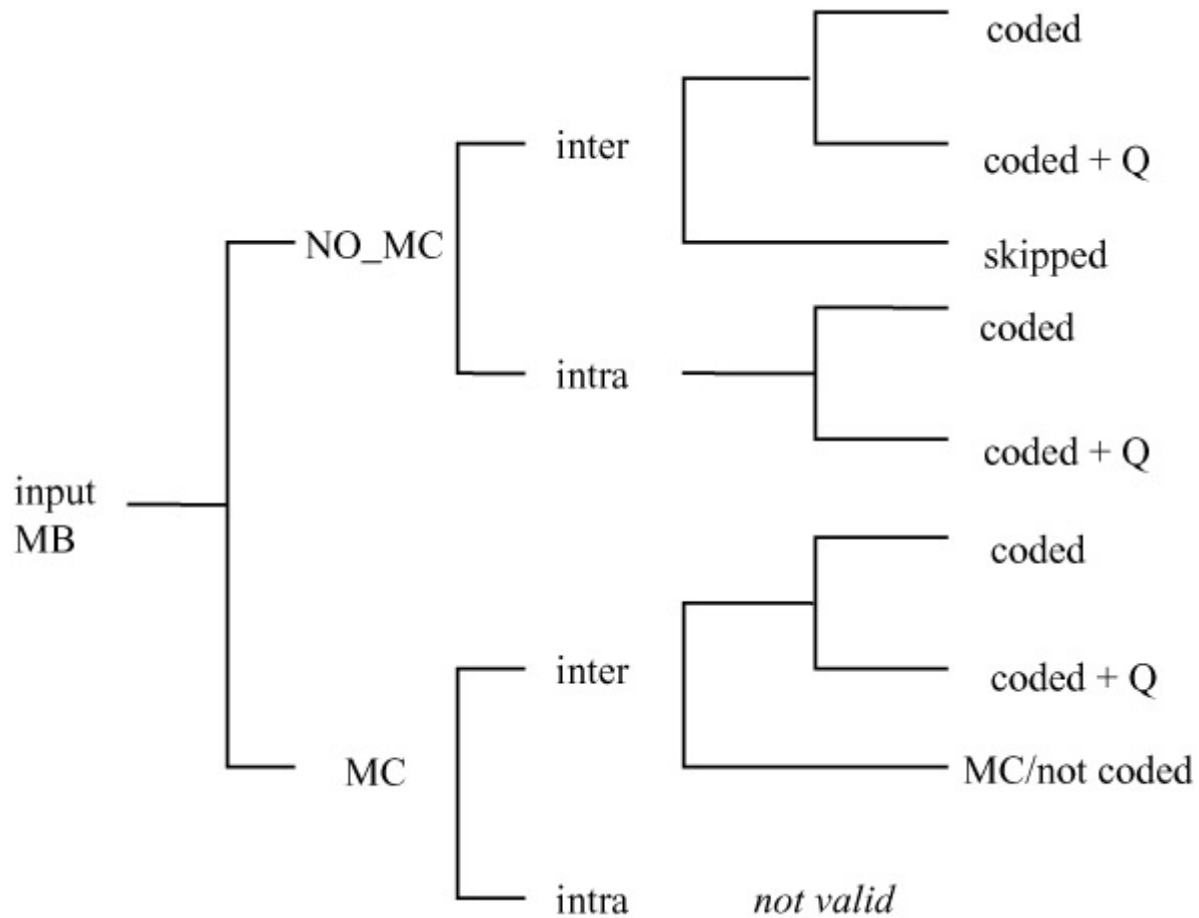 coded
inter
coded + Q
NO_MC
skipped
coded
intra
coded + Q
input
MB
coded
inter
coded + Q
MC
MC/not coded
intra
not valid